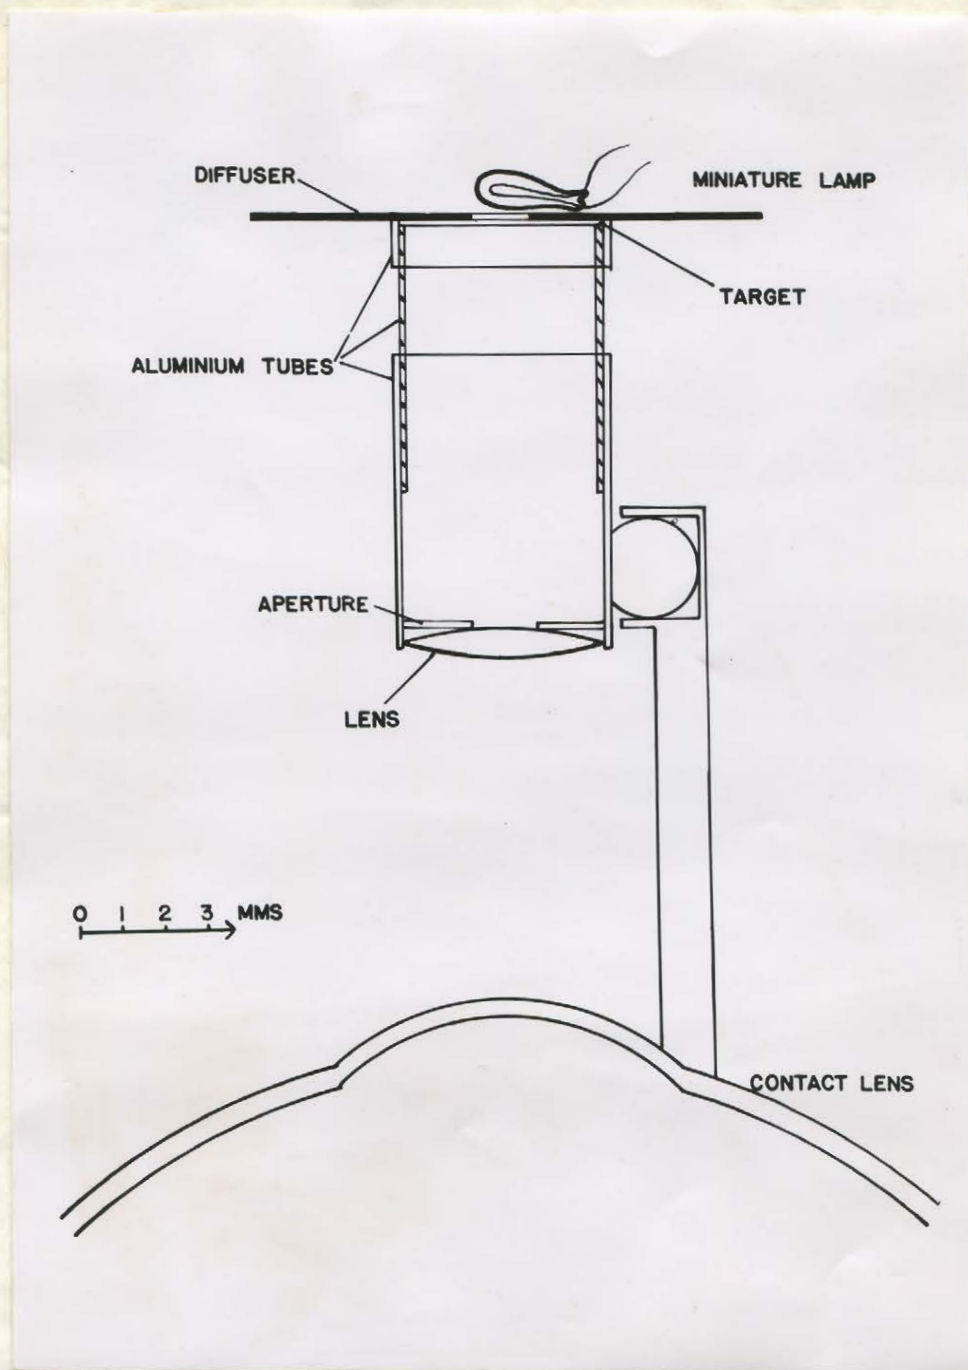 DIFFUSER
MINIATURE LAMP
TARGET
ALUMINIUM TUBES
APERTURE
LENS
0 1 2 3 MMS
CONTACT LENS